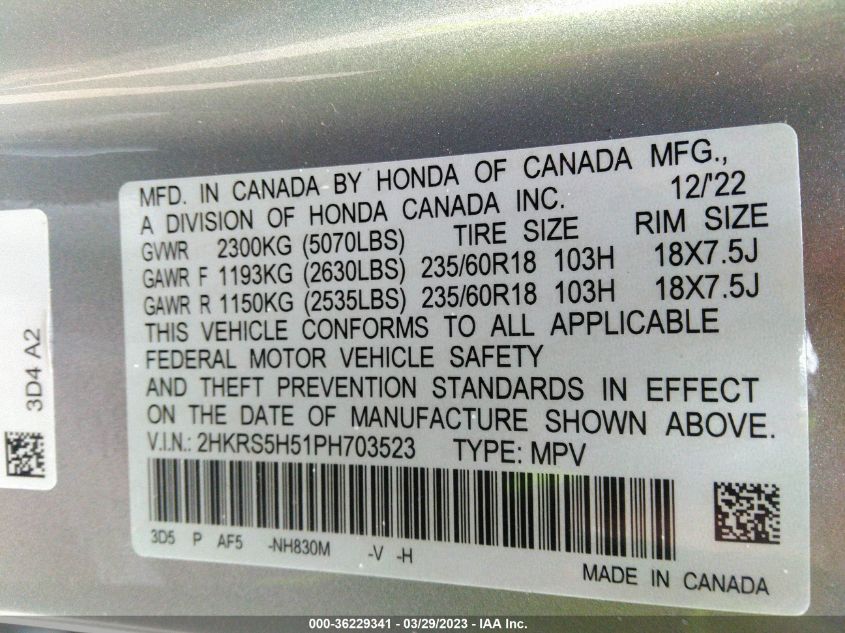 MFD. IN CANADA BY HONDA OF CANADA MFG.,
A DIVISION OF HONDA CANADA INC. 12/'22
GVWR 2300KG (5070LBS) TIRE SIZE RIM SIZE
GAWR F 1193KG (2630LBS) 235/60R18 103H 18X7.5J
GAWR R 1150KG (2535LBS) 235/60R18 103H 18X7.5J
THIS VEHICLE CONFORMS TO ALL APPLICABLE
FEDERAL MOTOR VEHICLE SAFETY
AND THEFT PREVENTION STANDARDS IN EFFECT
ON THE DATE OF MANUFACTURE SHOWN ABOVE.
V.I.N.: 2HKRS5H51PH703523 TYPE: MPV
3D5 P AF5 -NH830M -V -H
MADE IN CANADA
3D4 A2
000-36229341 - 03/29/2023 - IAA Inc.